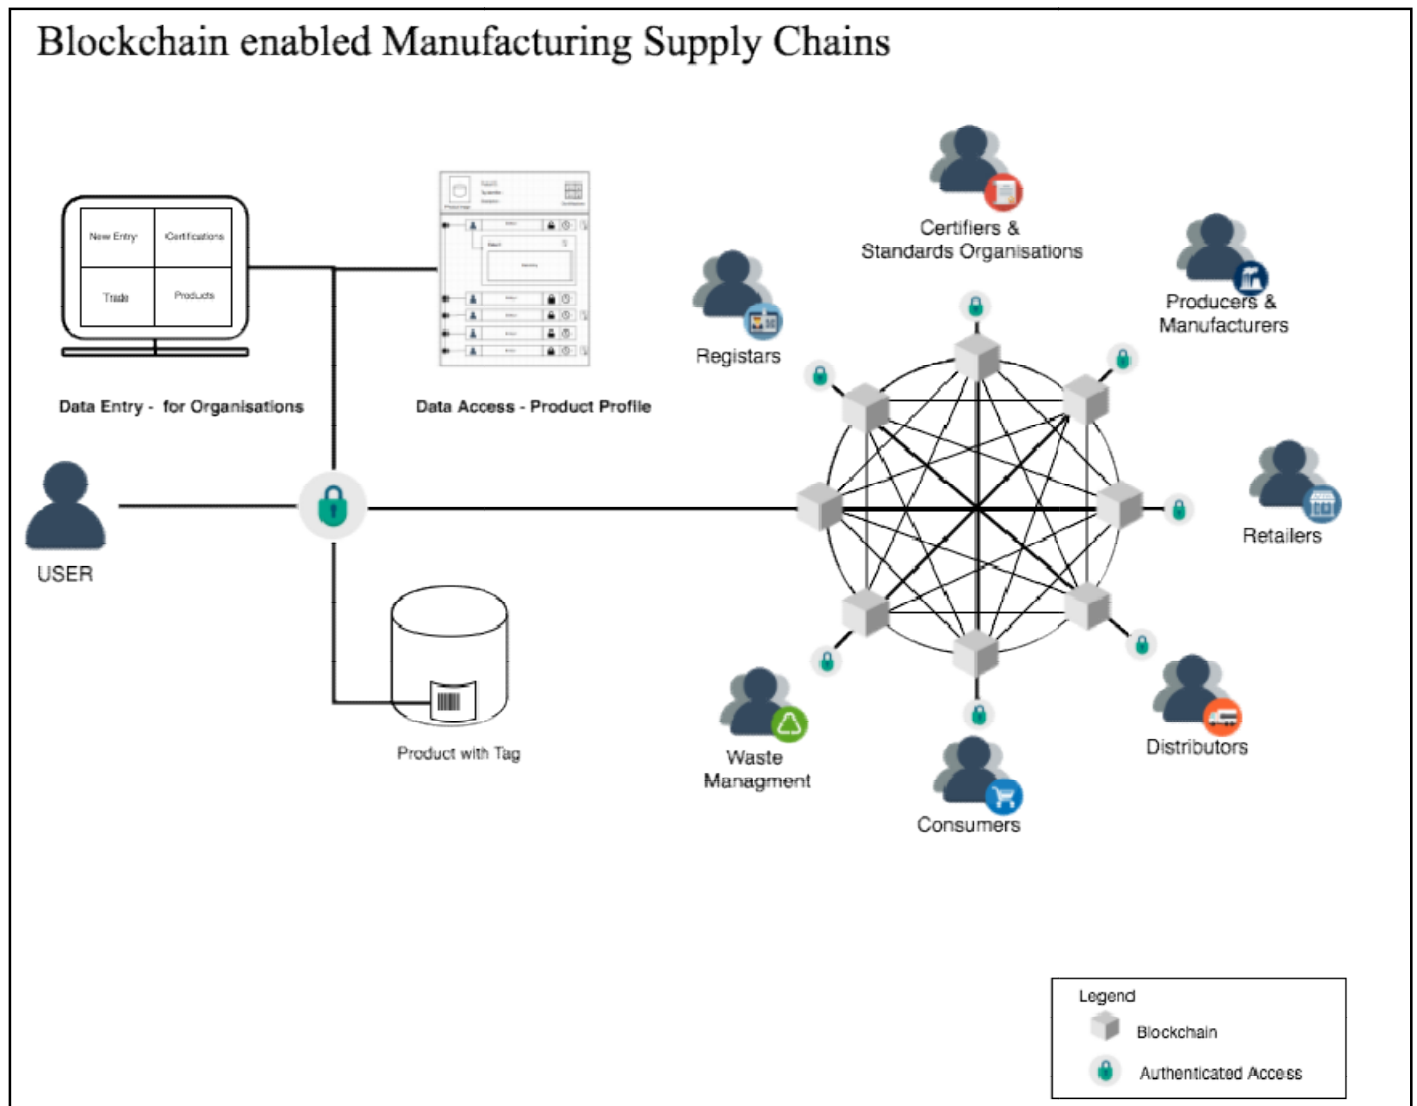 Blockchain enabled Manufacturing Supply Chains
New Entry
Certifications
Trade
Products
Data Entry - for Organisations
Data Access - Product Profile
USER
Product with Tag
Certifiers &
Standards Organisations
Producers &
Manufacturers
Registars
Retailers
Distributors
Consumers
Waste
Managment
Legend
Blockchain
Authenticated Access